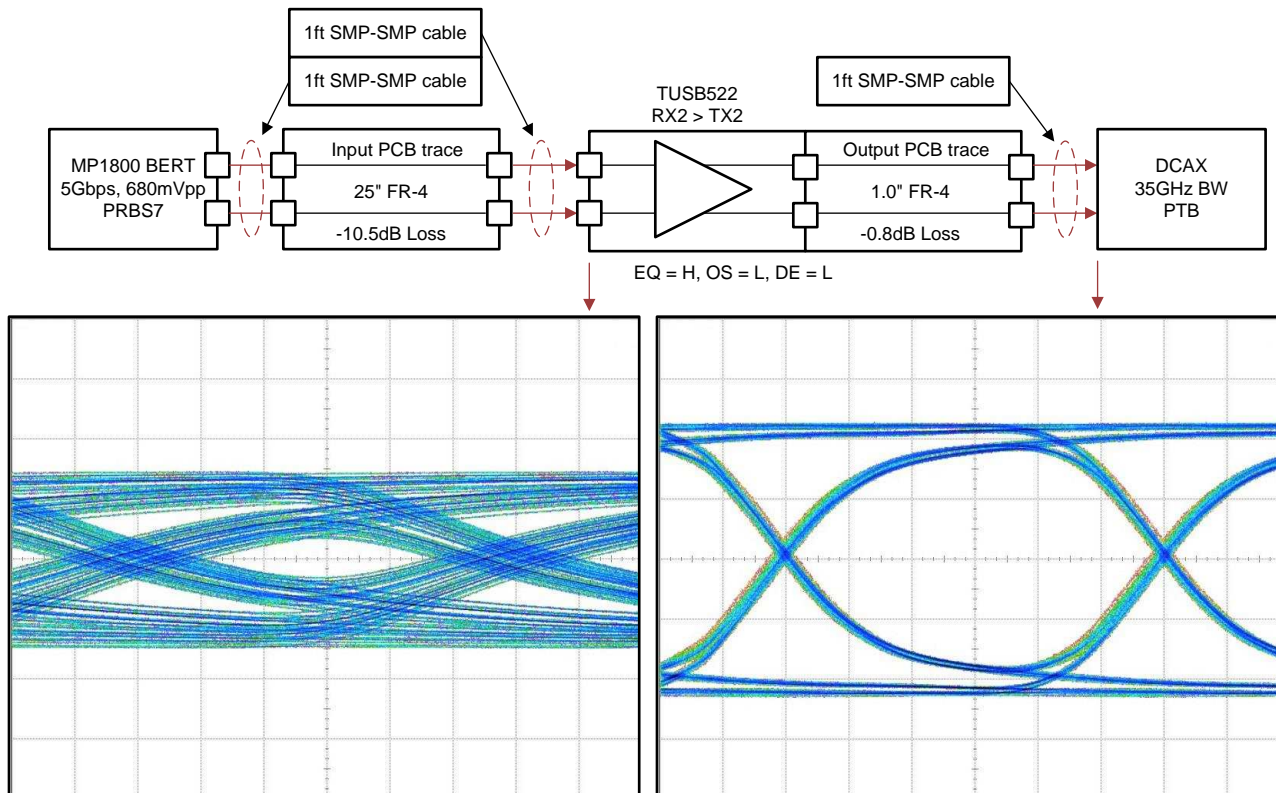 1ft SMP-SMP cable
1ft SMP-SMP cable
1ft SMP-SMP cable
TUSB522
RX2 > TX2
MP1800 BERT
5Gbps, 680mVpp
PRBS7
Input PCB trace
25" FR-4
-10.5dB Loss
Output PCB trace
1.0" FR-4
-0.8dB Loss
DCAX
35GHz BW
PTB
EQ = H, OS = L, DE = L